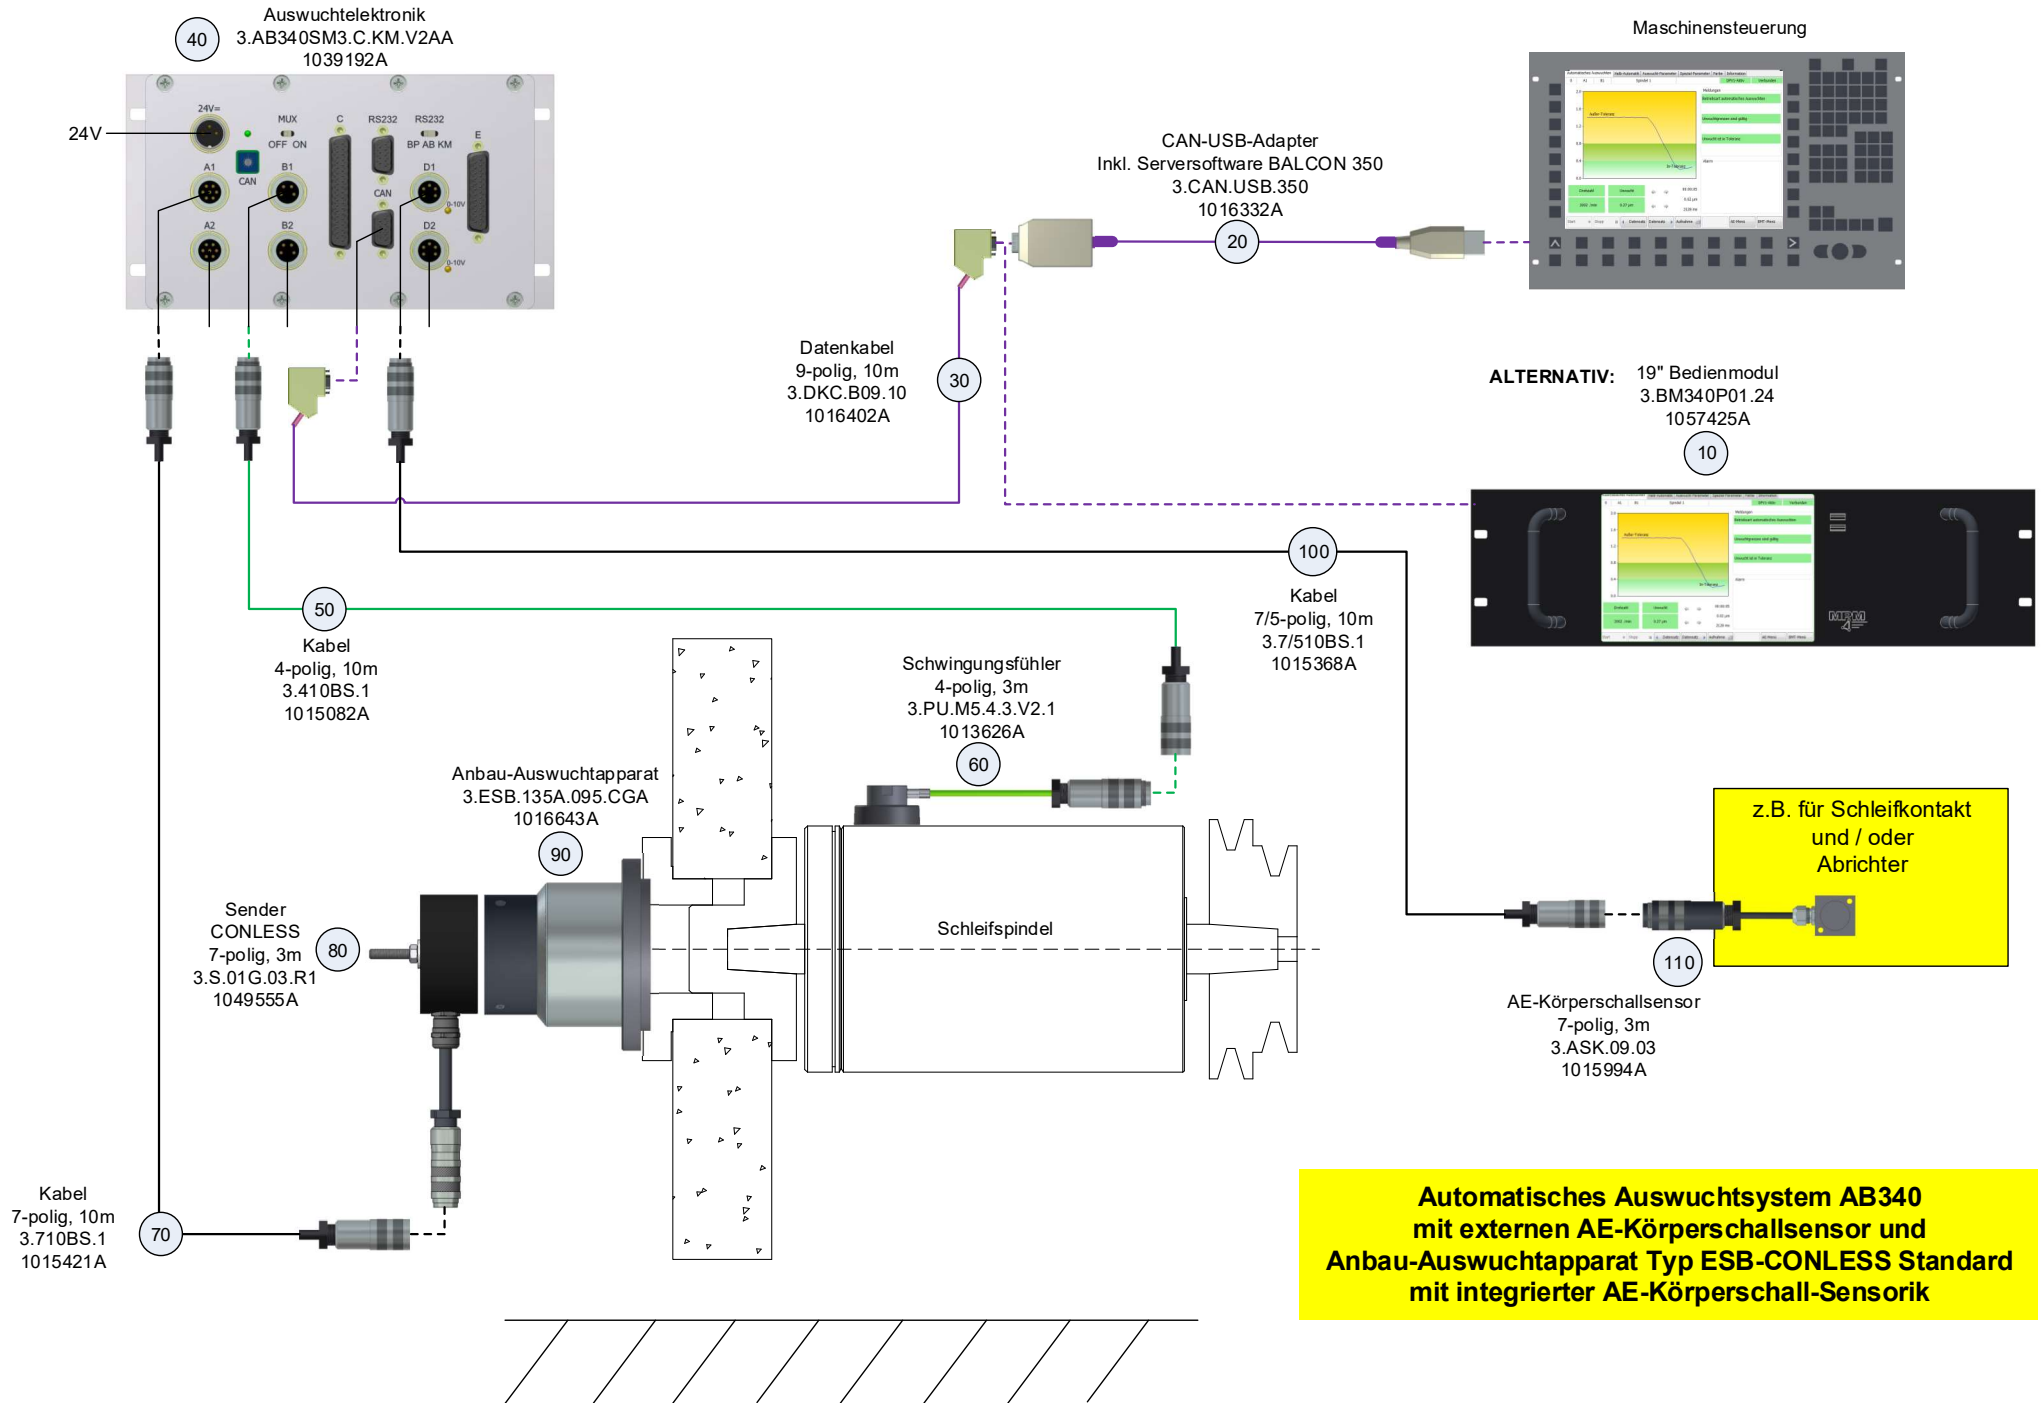 Auswuchtelektronik
3.AB340SM3.C.KM.V2AA
1039192A
40
24V
24V=
MUX
OFF ON
C
RS232
RS232
BP AB KM
E
A1
CAN
B1
CAN
D1
0-10V
A2
B2
D2
0-10V
Maschinensteuerung
CAN-USB-Adapter
Inkl. Serversoftware BALCON 350
3.CAN.USB.350
1016332A
20
Datenkabel
9-polig, 10m
3.DKC.B09.10
1016402A
30
ALTERNATIV:
19" Bedienmodul
3.BM340P01.24
1057425A
10
MPM
100
Kabel
7/5-polig, 10m
3.7/510BS.1
1015368A
50
Kabel
4-polig, 10m
3.410BS.1
1015082A
Schwingungsfühler
4-polig, 3m
3.PU.M5.4.3.V2.1
1013626A
60
Anbau-Auswuchtapparat
3.ESB.135A.095.CGA
1016643A
90
z.B. für Schleifkontakt
und / oder
Abrichter
Sender
CONLESS
7-polig, 3m
3.S.01G.03.R1
1049555A
80
Schleifspindel
110
AE-Körperschallsensor
7-polig, 3m
3.ASK.09.03
1015994A
Kabel
7-polig, 10m
3.710BS.1
1015421A
70
Automatisches Auswuchtsystem AB340
mit externen AE-Körperschallsensor und
Anbau-Auswuchtapparat Typ ESB-CONLESS Standard
mit integrierter AE-Körperschall-Sensorik